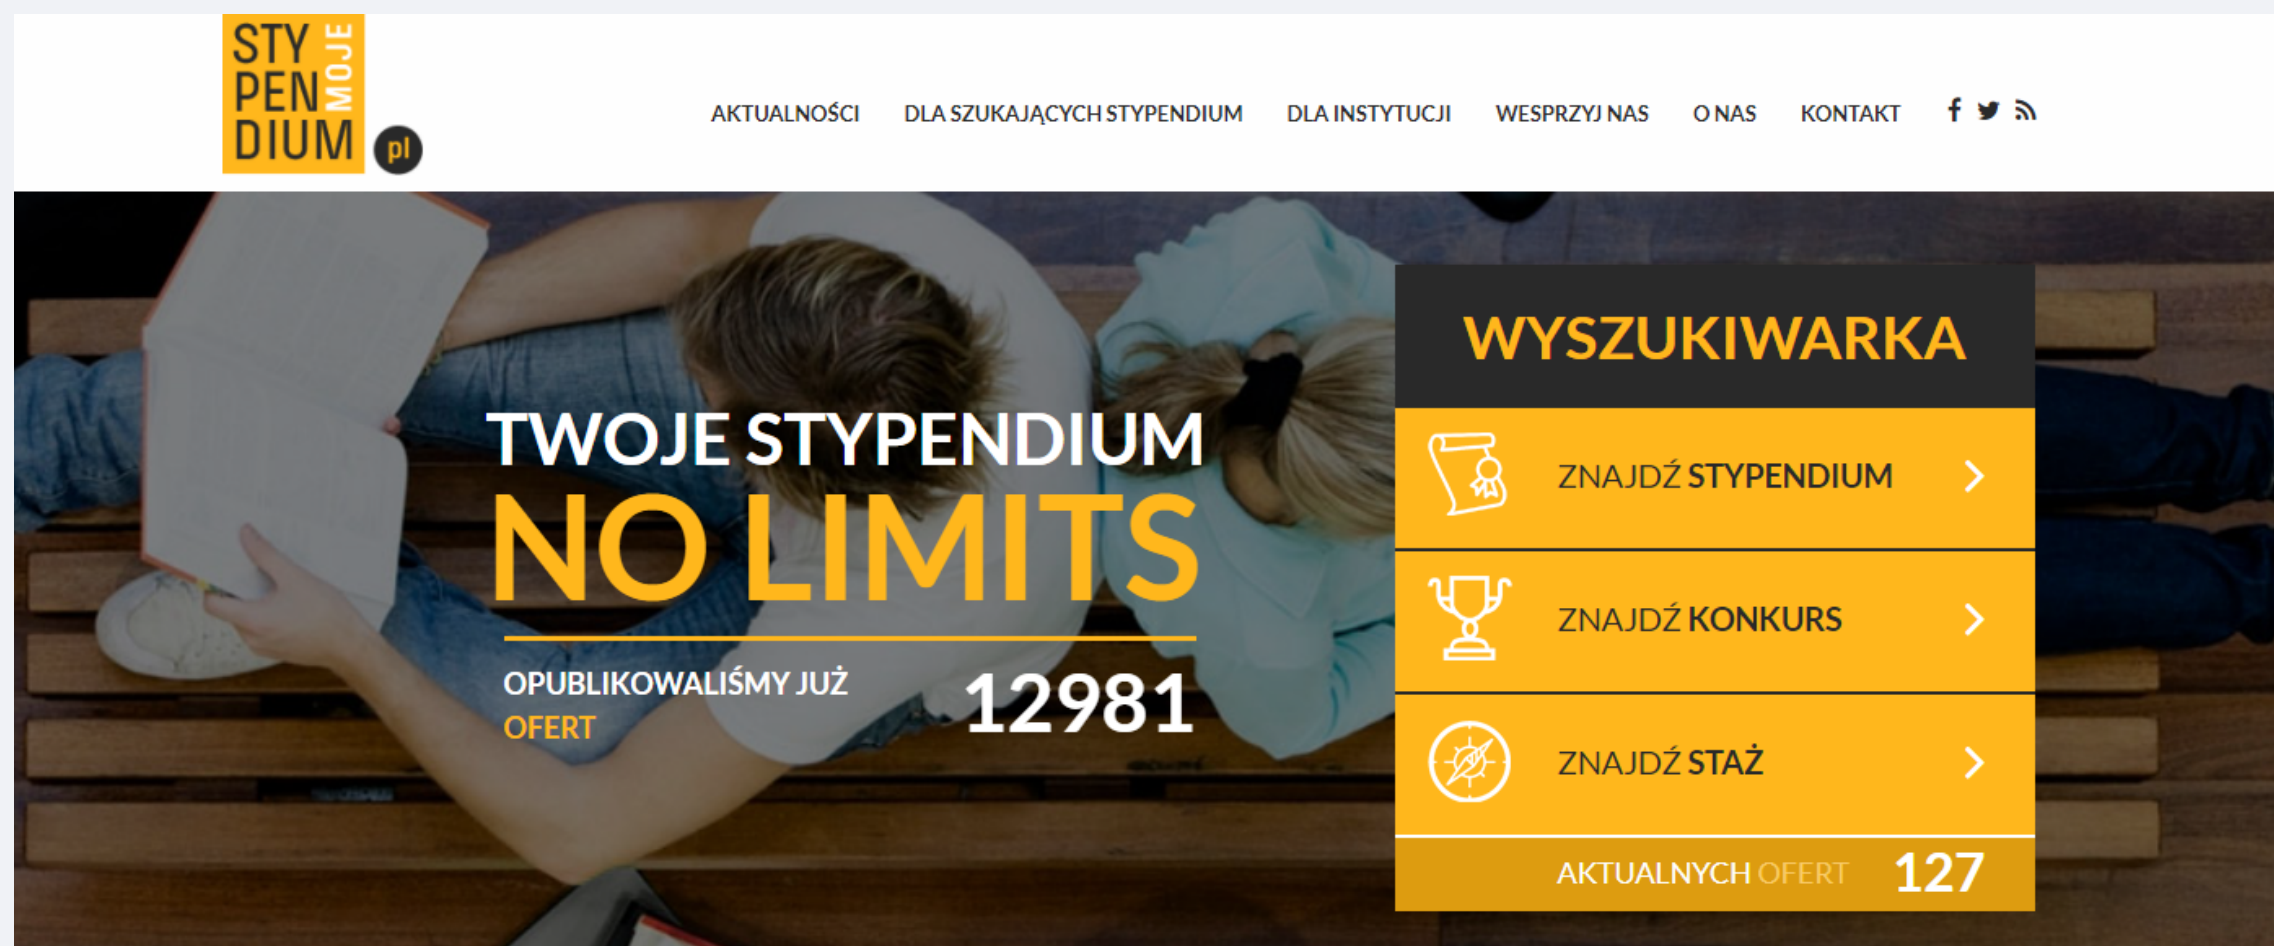 STY
PEN
DIUM
MOJE
pl
AKTUALNOŚCI DLA SZUKAJĄCYCH STYPENDIUM DLA INSTYTUCJI WESPRZYJ NAS O NAS KONTAKT
TWOJE STYPENDIUM
NO LIMITS
OPUBLIKOWALIŚMY JUŻ
OFERT
12981
WYSZUKIWARKA
ZNAJDŹ STYPENDIUM
ZNAJDŹ KONKURS
ZNAJDŹ STAŻ
AKTUALNYCH OFERT 127